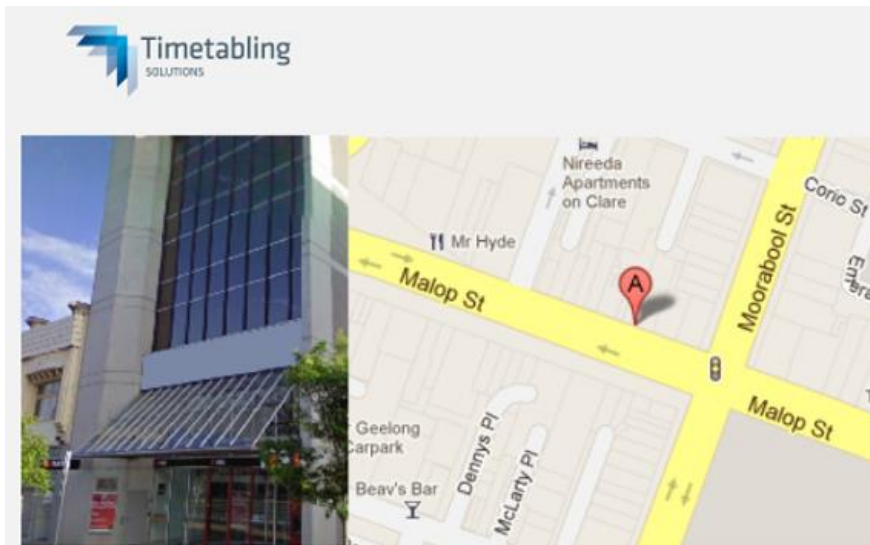 Timetabling
SOLUTIONS
Nireeda
Apartments
on Clare
Mr Hyde
Malop St
Moorabool St
Corio St
A
Malop St
Geelong
Carpark
Beav's Bar
Dennys Pl
McLarty Pl